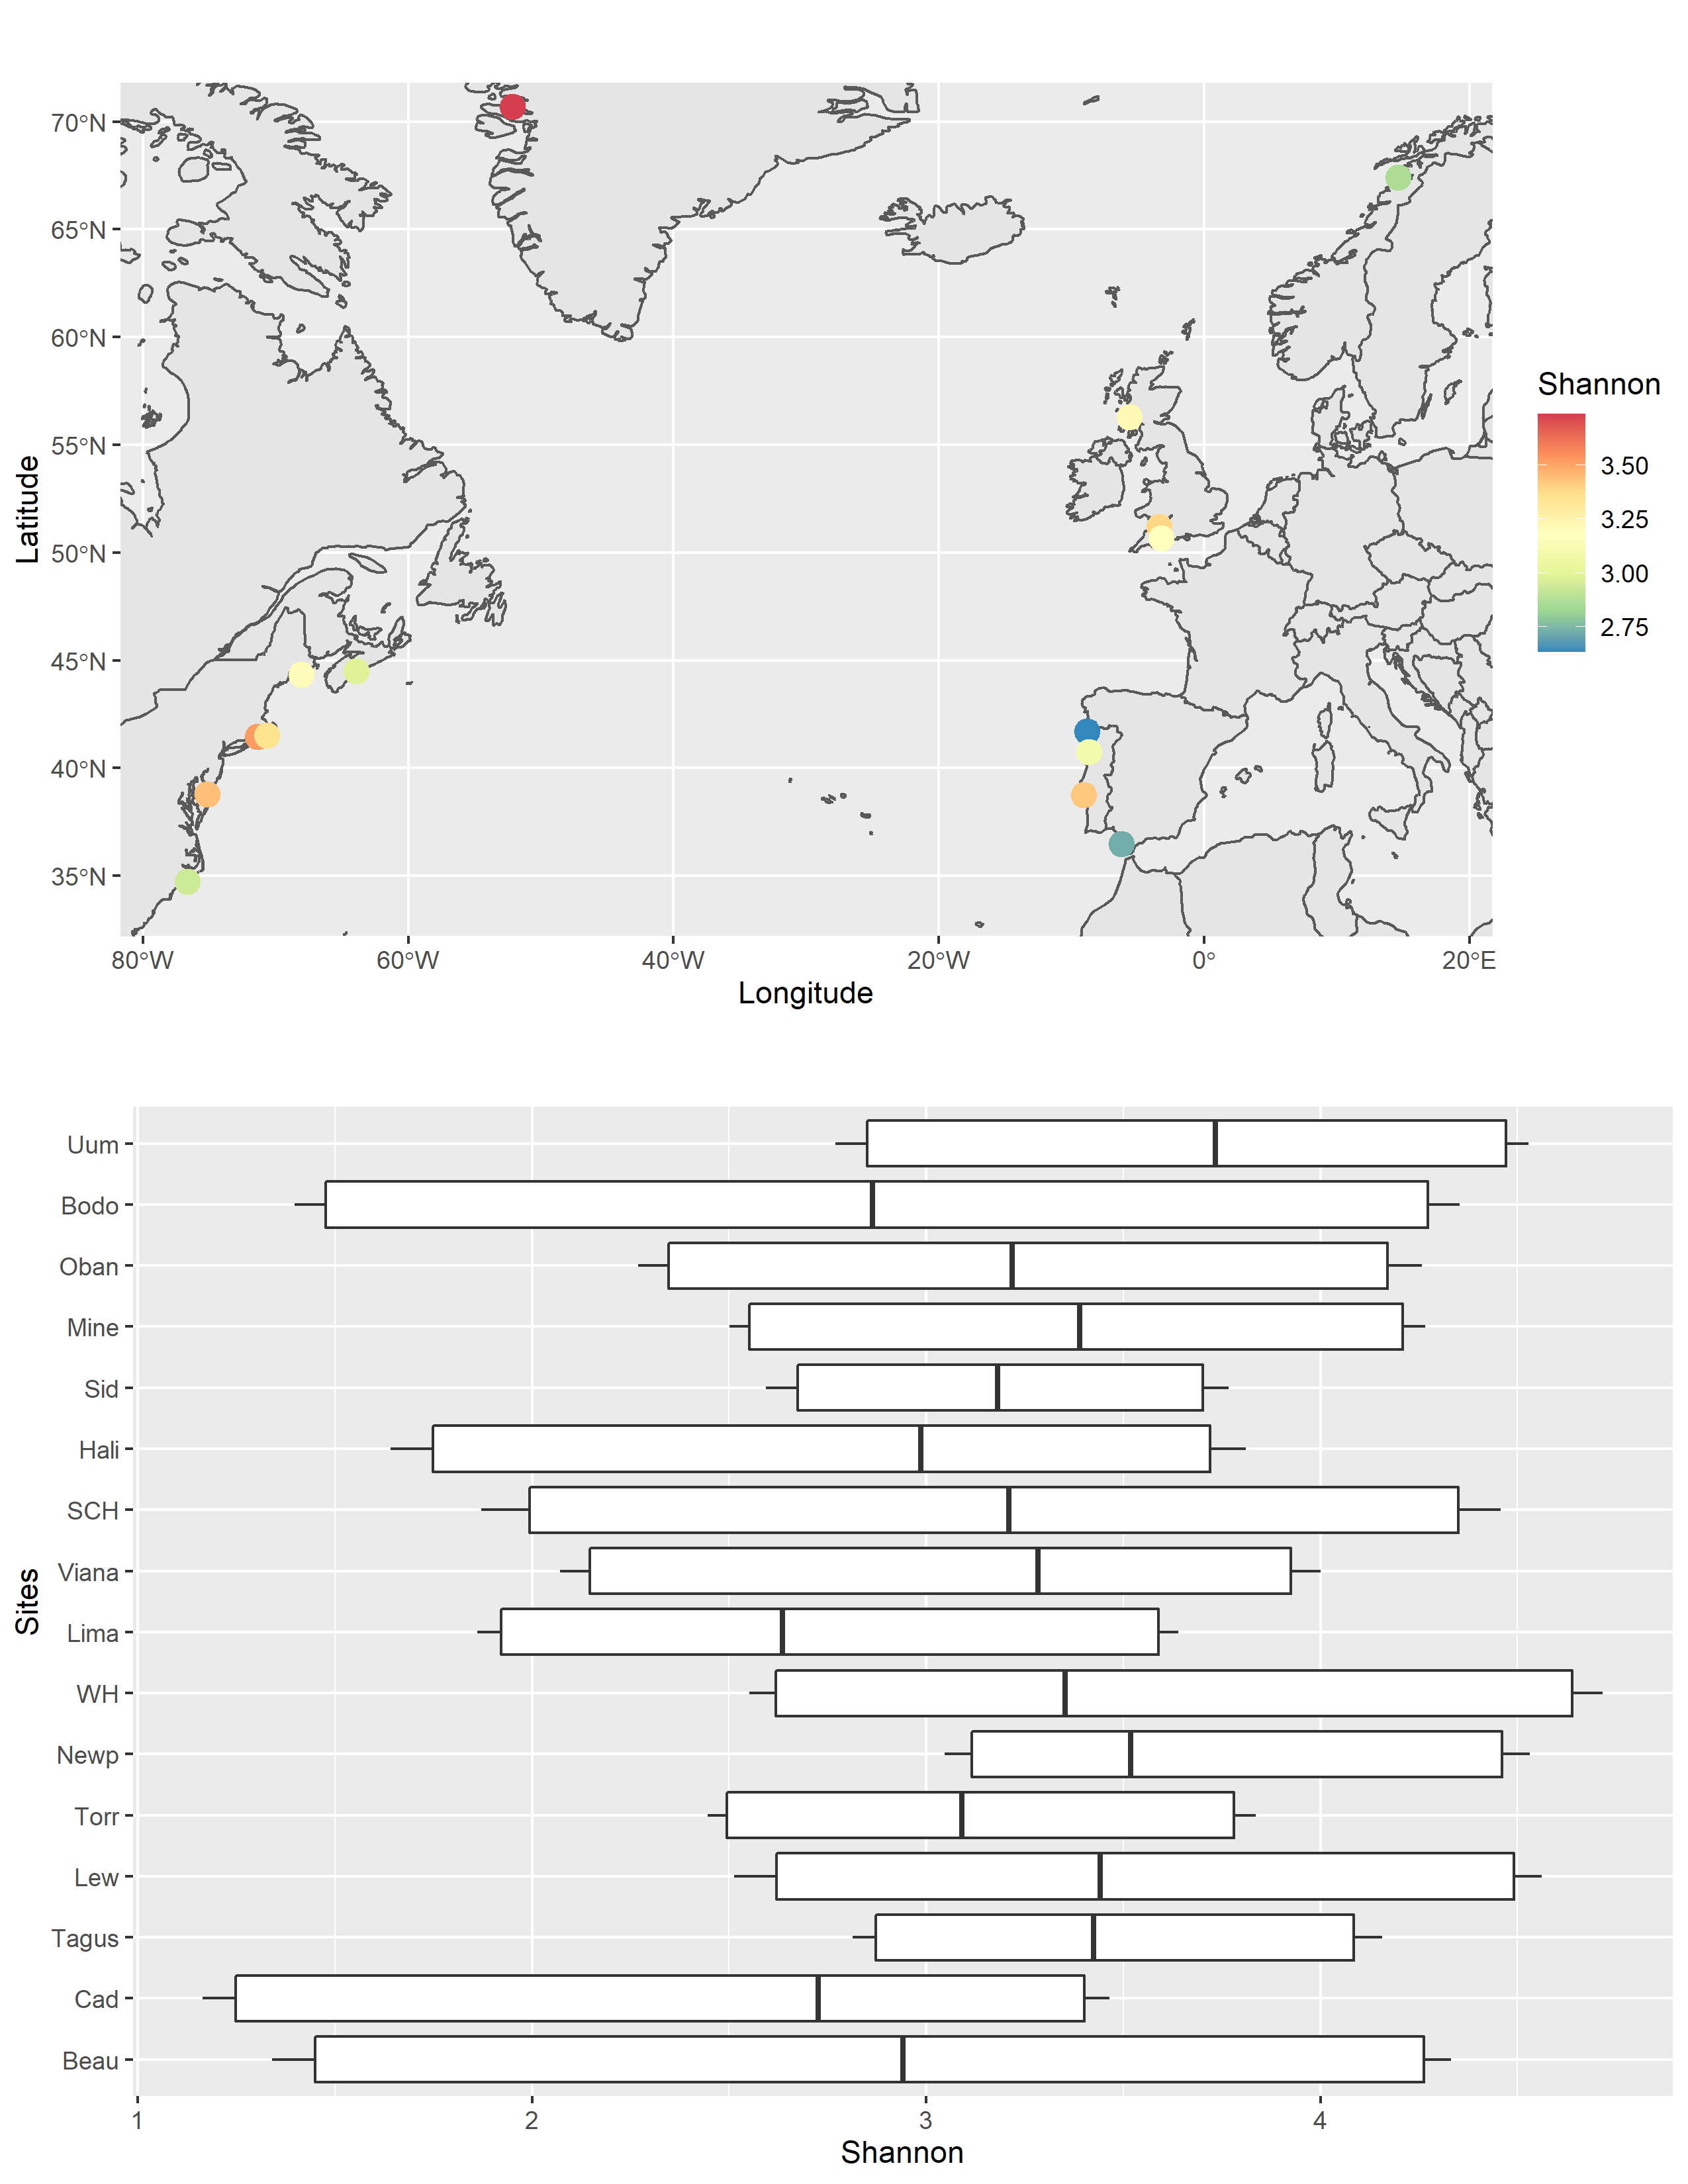 70°N
65°N
60°N
55°N
50°N
45°N
40°N
35°N
Latitude
80°W 60°W 40°W 20°W 0° 20°E
Longitude
Shannon
3.50
3.25
3.00
2.75
Uum
Bodo
Oban
Mine
Sid
Hali
SCH
Viana
Lima
WH
Newp
Torr
Lew
Tagus
Cad
Beau
Sites
1 2 3 4
Shannon